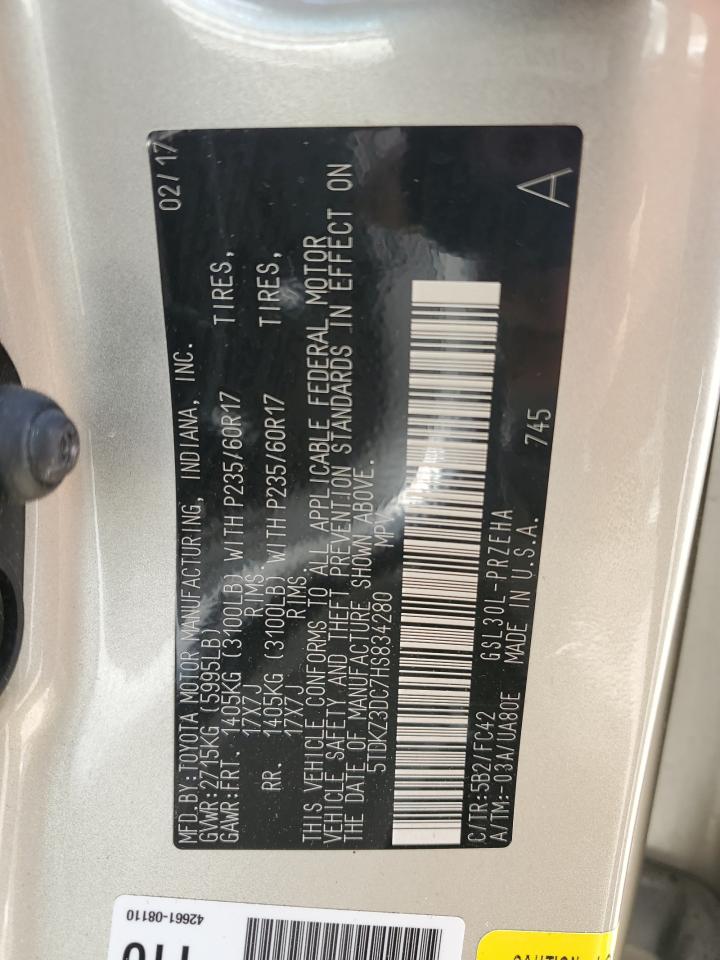 MFD.BY:TOYOTA MOTOR MANUFACTURING, INDIANA, INC. 02/17
GVWR:2715KG (5995LB)
GAWR:FRT. 1405KG (3100LB) WITH P235/60R17 TIRES,
17X7J RIMS
RR. 1405KG (3100LB) WITH P235/60R17 TIRES,
17X7J RIMS
THIS VEHICLE CONFORMS TO ALL APPLICABLE FEDERAL MOTOR
VEHICLE SAFETY AND THEFT PREVENTION STANDARDS IN EFFECT ON
THE DATE OF MANUFACTURE SHOWN ABOVE.
5TDKZ3DC7HS834280 MPV
C/TR:5B2/FC42 GSL30L-PRZEHA 745
A/TM:-03A/UA80E MADE IN U.S.A. A
42661-08110
CAUTION